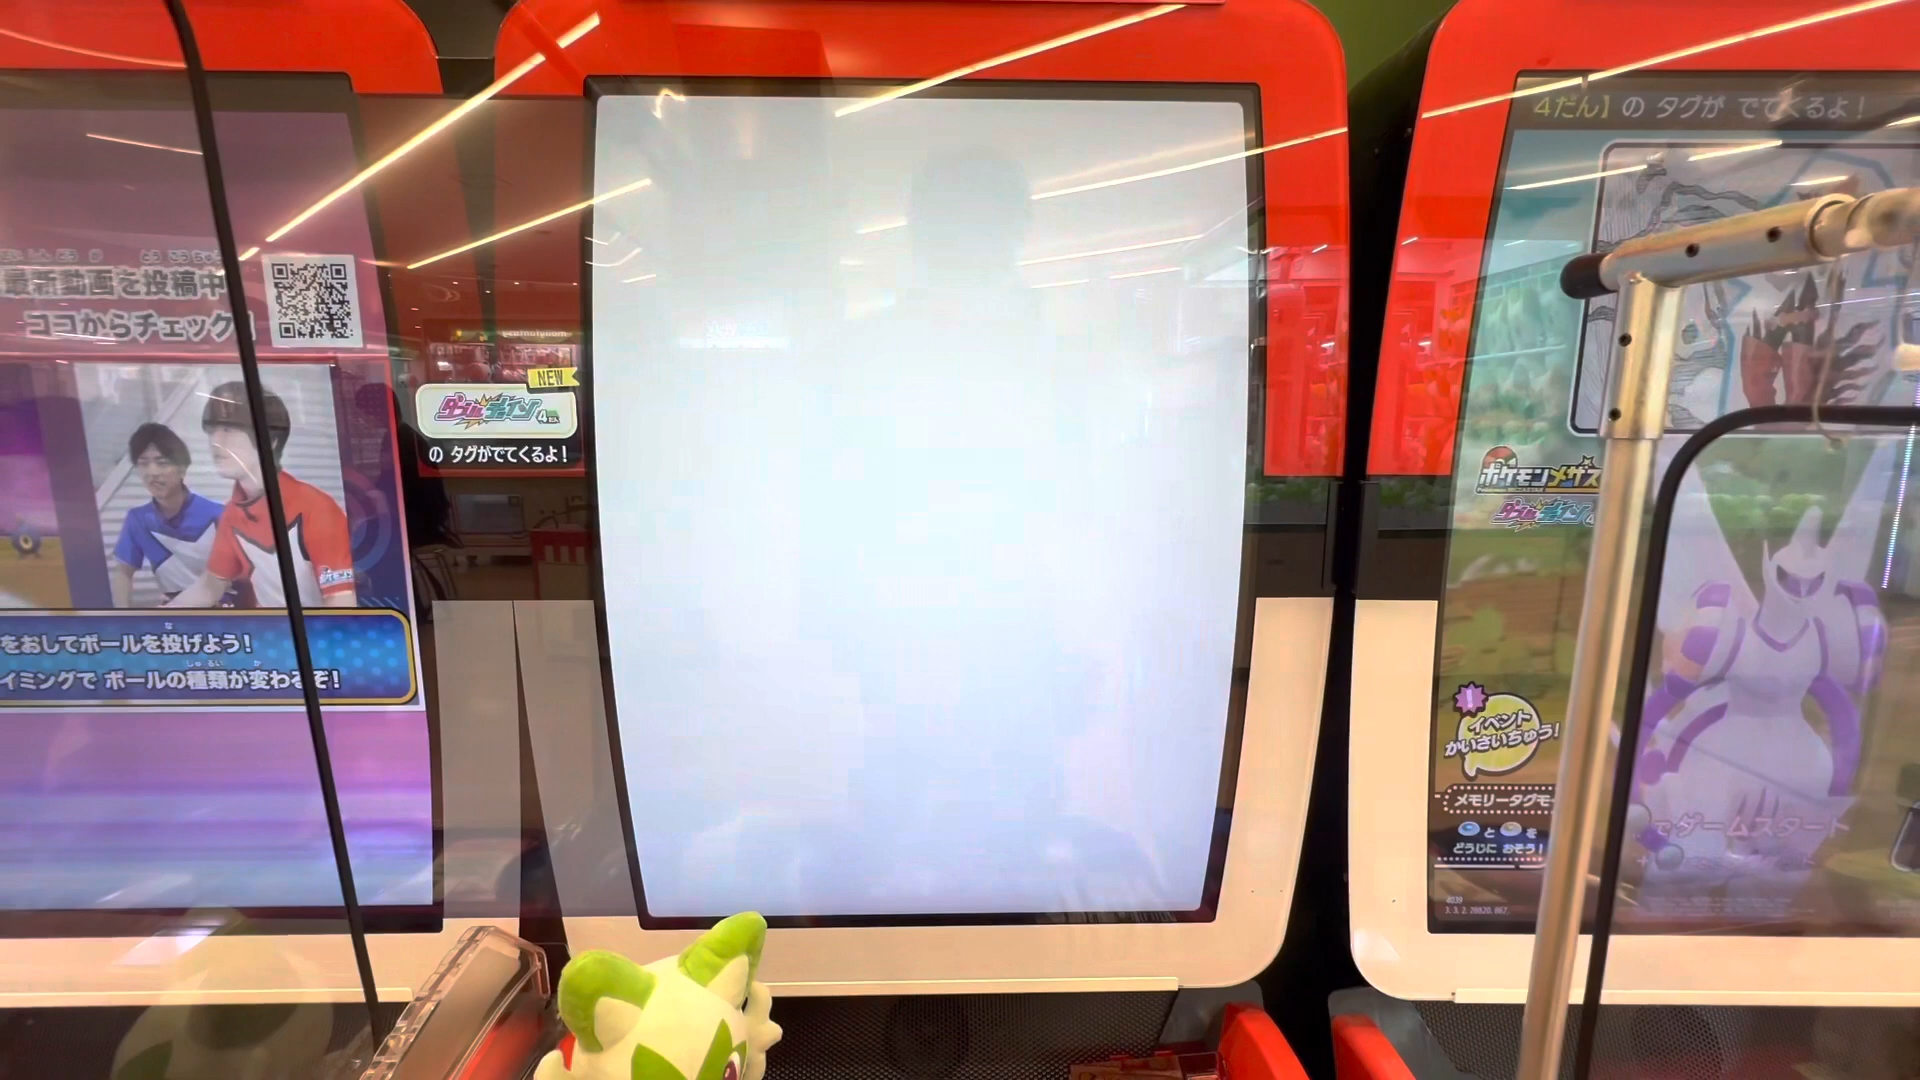 最新動画を投稿中
ココからチェック！
をおしてボールを投げよう！
イミングで ボールの種類が変わるぞ！
NEW
ダブルチェイン 4だん
の タグがでてくるよ！
4だん】の タグが でてくるよ！
ポケモンメザス
ダブルチェイン 4
イベント
かいさいちゅう！
メモリータグモ
と を
どうじに おそう！
でゲームスタート
4039